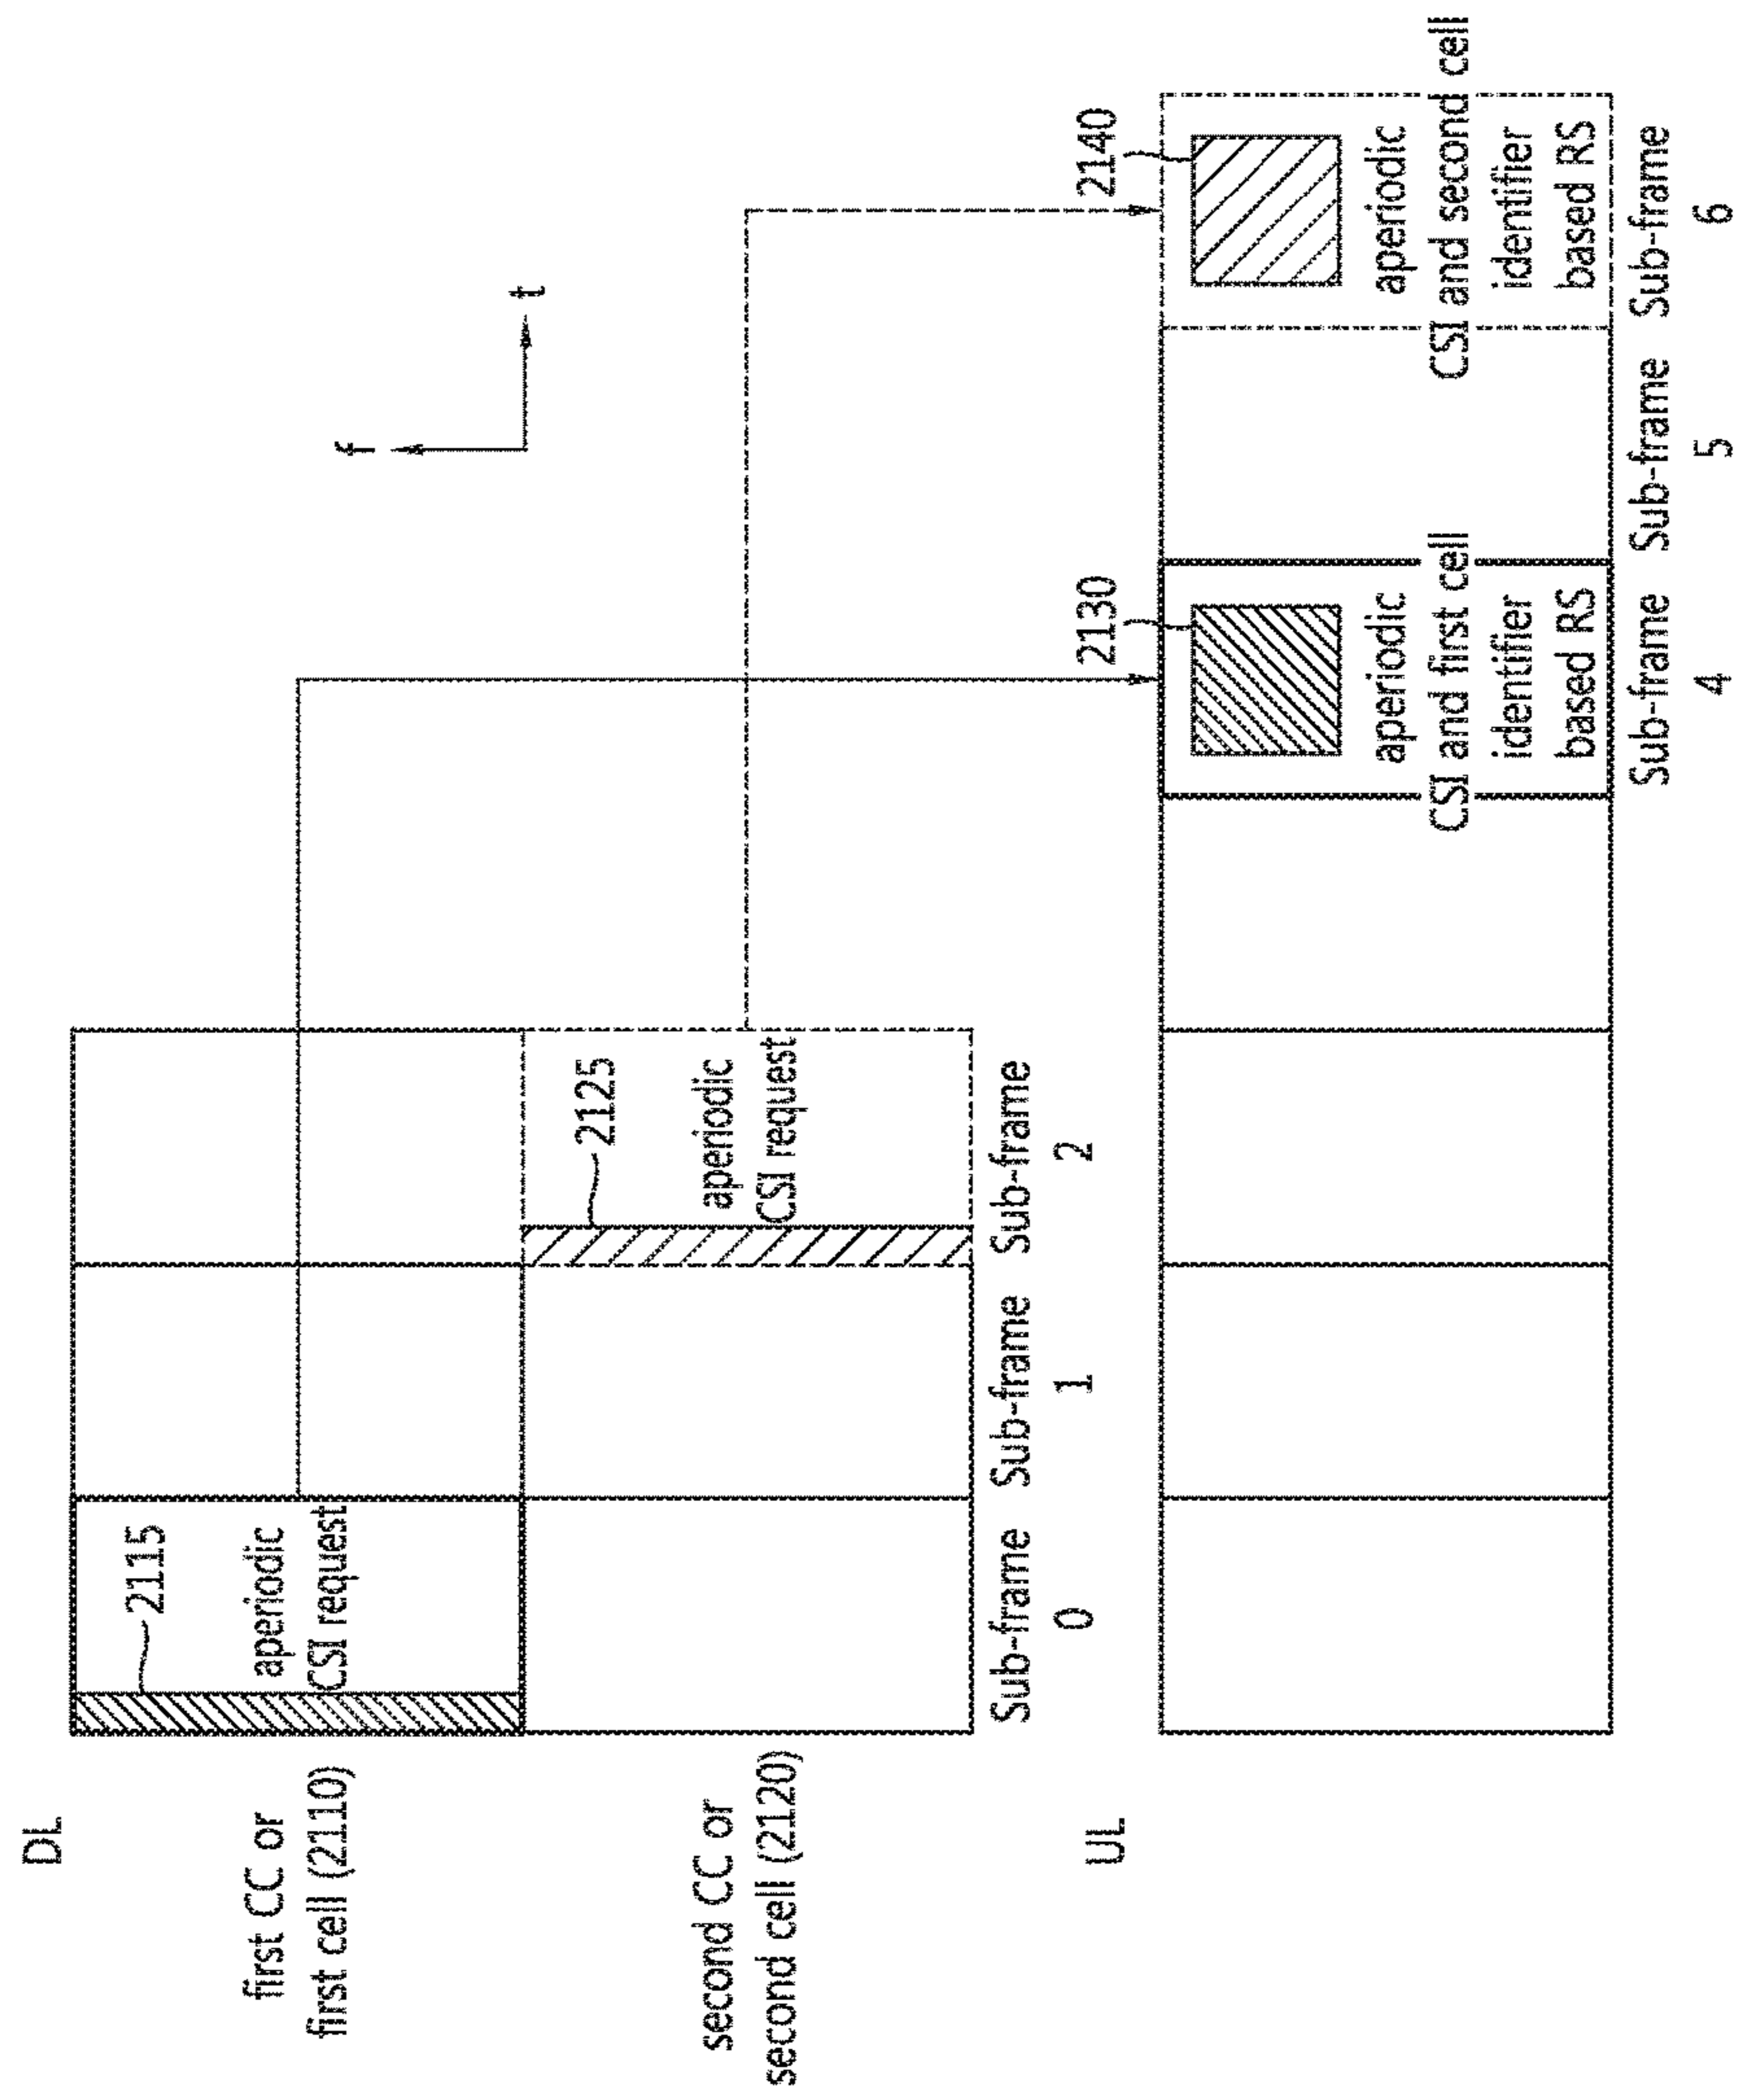 DL
first CC or
first cell (2110)
2115
aperiodic
CSI request
second CC or
second cell (2120)
2125
aperiodic
CSI request
Sub-frame
0
Sub-frame
1
Sub-frame
2
f
t
UL
2130
aperiodic
CSI and first cell
identifier
based RS
2140
aperiodic
CSI and second cell
identifier
based RS
Sub-frame
4
Sub-frame
5
Sub-frame
6